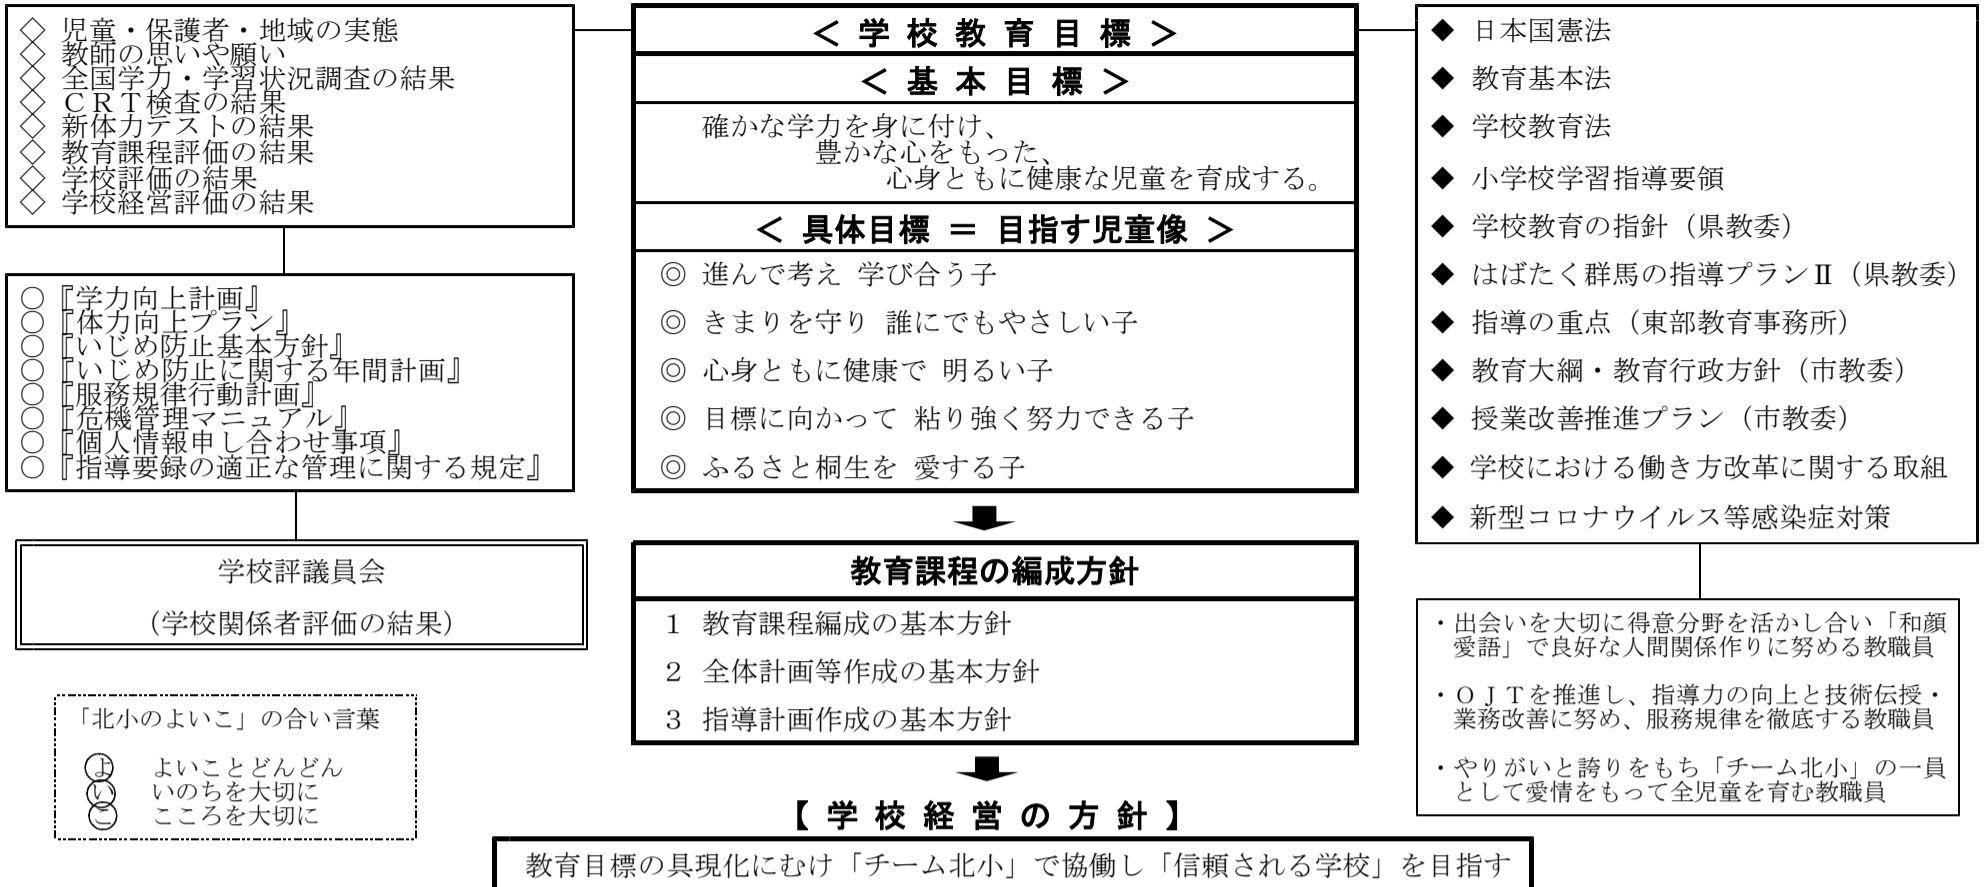 ◇ 児童・保護者・地域の実態
◇ 教師の思いや願い
◇ 全国学力・学習状況調査の結果
◇ ＣＲＴ検査の結果
◇ 新体力テストの結果
◇ 教育課程評価の結果
◇ 学校評価の結果
◇ 学校経営評価の結果
○『学力向上計画』
○『体力向上プラン』
○『いじめ防止基本方針』
○『いじめ防止に関する年間計画』
○『服務規律行動計画』
○『危機管理マニュアル』
○『個人情報申し合わせ事項』
○『指導要録の適正な管理に関する規定』
学校評議員会
（学校関係者評価の結果）
「北小のよいこ」の合い言葉
よ よいことどんどん
い いのちを大切に
こ こころを大切に
＜ 学 校 教 育 目 標 ＞
＜ 基 本 目 標 ＞
確かな学力を身に付け、
豊かな心をもった、
心身ともに健康な児童を育成する。
＜ 具体目標 ＝ 目指す児童像 ＞
◎ 進んで考え 学び合う子
◎ きまりを守り 誰にでもやさしい子
◎ 心身ともに健康で 明るい子
◎ 目標に向かって 粘り強く努力できる子
◎ ふるさと桐生を 愛する子
教育課程の編成方針
１ 教育課程編成の基本方針
２ 全体計画等作成の基本方針
３ 指導計画作成の基本方針
【 学 校 経 営 の 方 針 】
教育目標の具現化にむけ「チーム北小」で協働し「信頼される学校」を目指す
◆ 日本国憲法
◆ 教育基本法
◆ 学校教育法
◆ 小学校学習指導要領
◆ 学校教育の指針（県教委）
◆ はばたく群馬の指導プランⅡ（県教委）
◆ 指導の重点（東部教育事務所）
◆ 教育大綱・教育行政方針（市教委）
◆ 授業改善推進プラン（市教委）
◆ 学校における働き方改革に関する取組
◆ 新型コロナウイルス等感染症対策
・出会いを大切に得意分野を活かし合い「和顔
愛語」で良好な人間関係作りに努める教職員
・ＯＪＴを推進し、指導力の向上と技術伝授・
業務改善に努め、服務規律を徹底する教職員
・やりがいと誇りをもち「チーム北小」の一員
として愛情をもって全児童を育む教職員